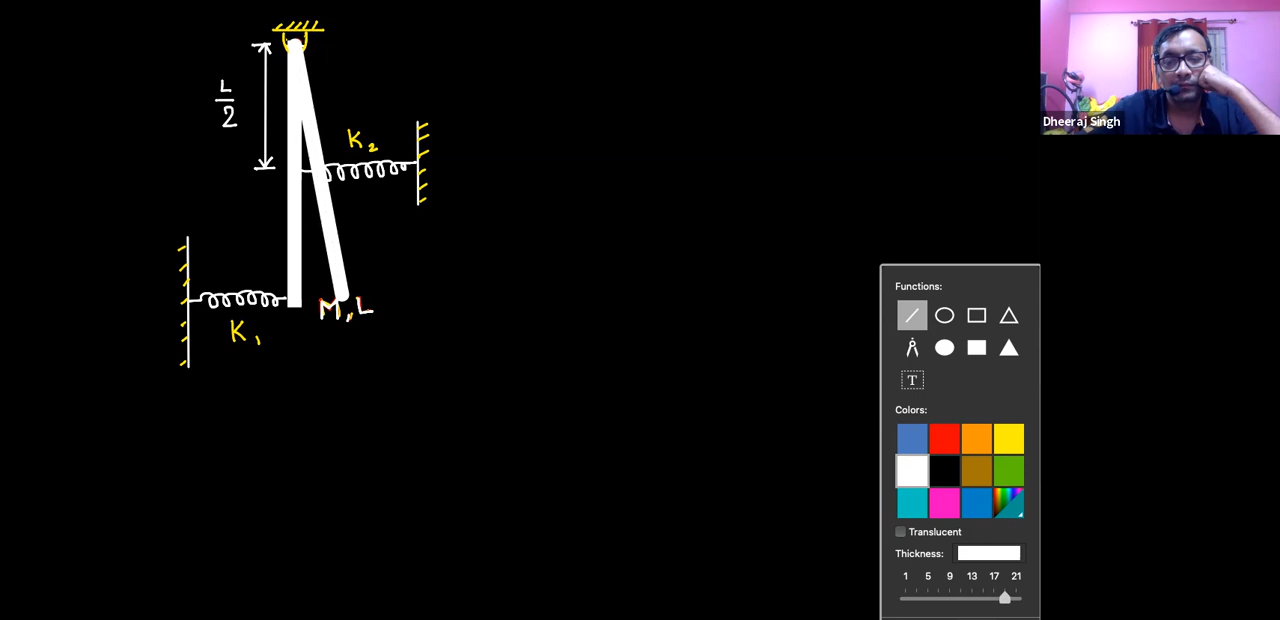 L
2
K₂
Dheeraj Singh
K₁
M, L
Functions:
T
Colors:
Translucent
Thickness:
1 5 9 13 17 21